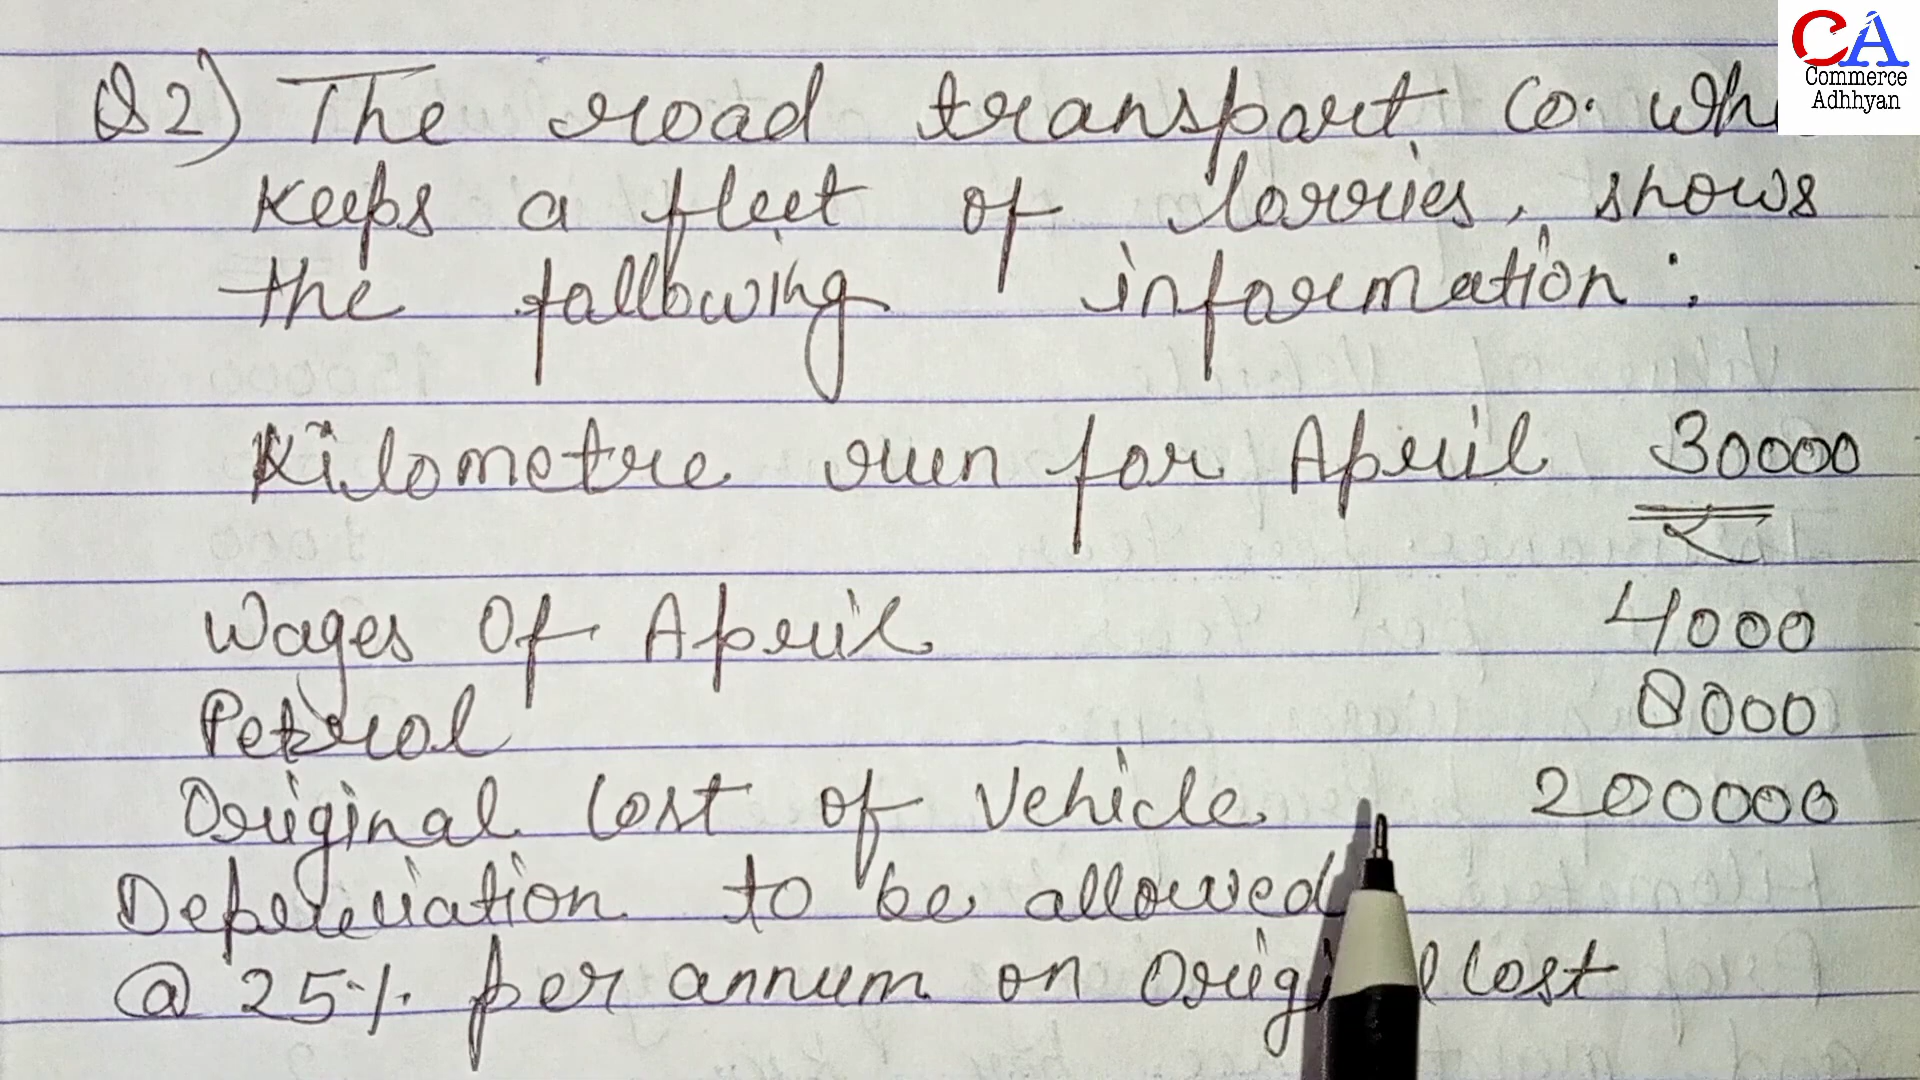 CA
Commerce
Adhhyan
Q2) The road transport Co. Wh
keeps a fleet of lorries, shows
the following information :
Kilometre run for April 30000
₹
Wages Of April 4000
Petrol 8000
Original Cost of Vehicle 200000
Depreciation to be allowed
@ 25% per annum on Original Cost